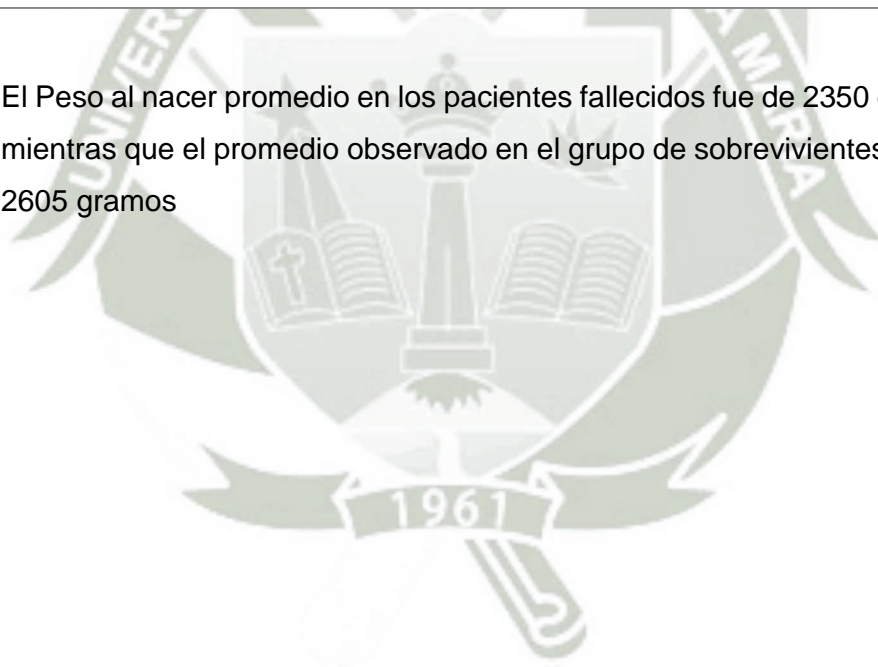 El Peso al nacer promedio en los pacientes fallecidos fue de 2350
mientras que el promedio observado en el grupo de sobrevivientes
2605 gramos
1961